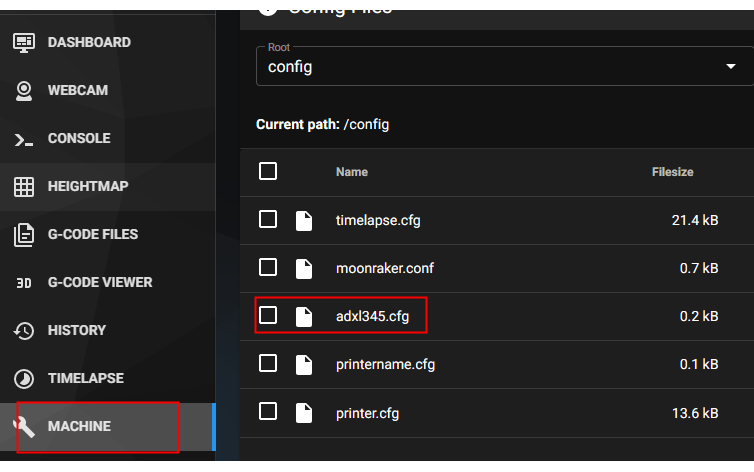 Config Files
DASHBOARD
WEBCAM
CONSOLE
HEIGHTMAP
G-CODE FILES
3D G-CODE VIEWER
HISTORY
TIMELAPSE
MACHINE
Root
config
Current path: /config
Name Filesize
timelapse.cfg 21.4 kB
moonraker.conf 0.7 kB
adxl345.cfg 0.2 kB
printername.cfg 0.1 kB
printer.cfg 13.6 kB